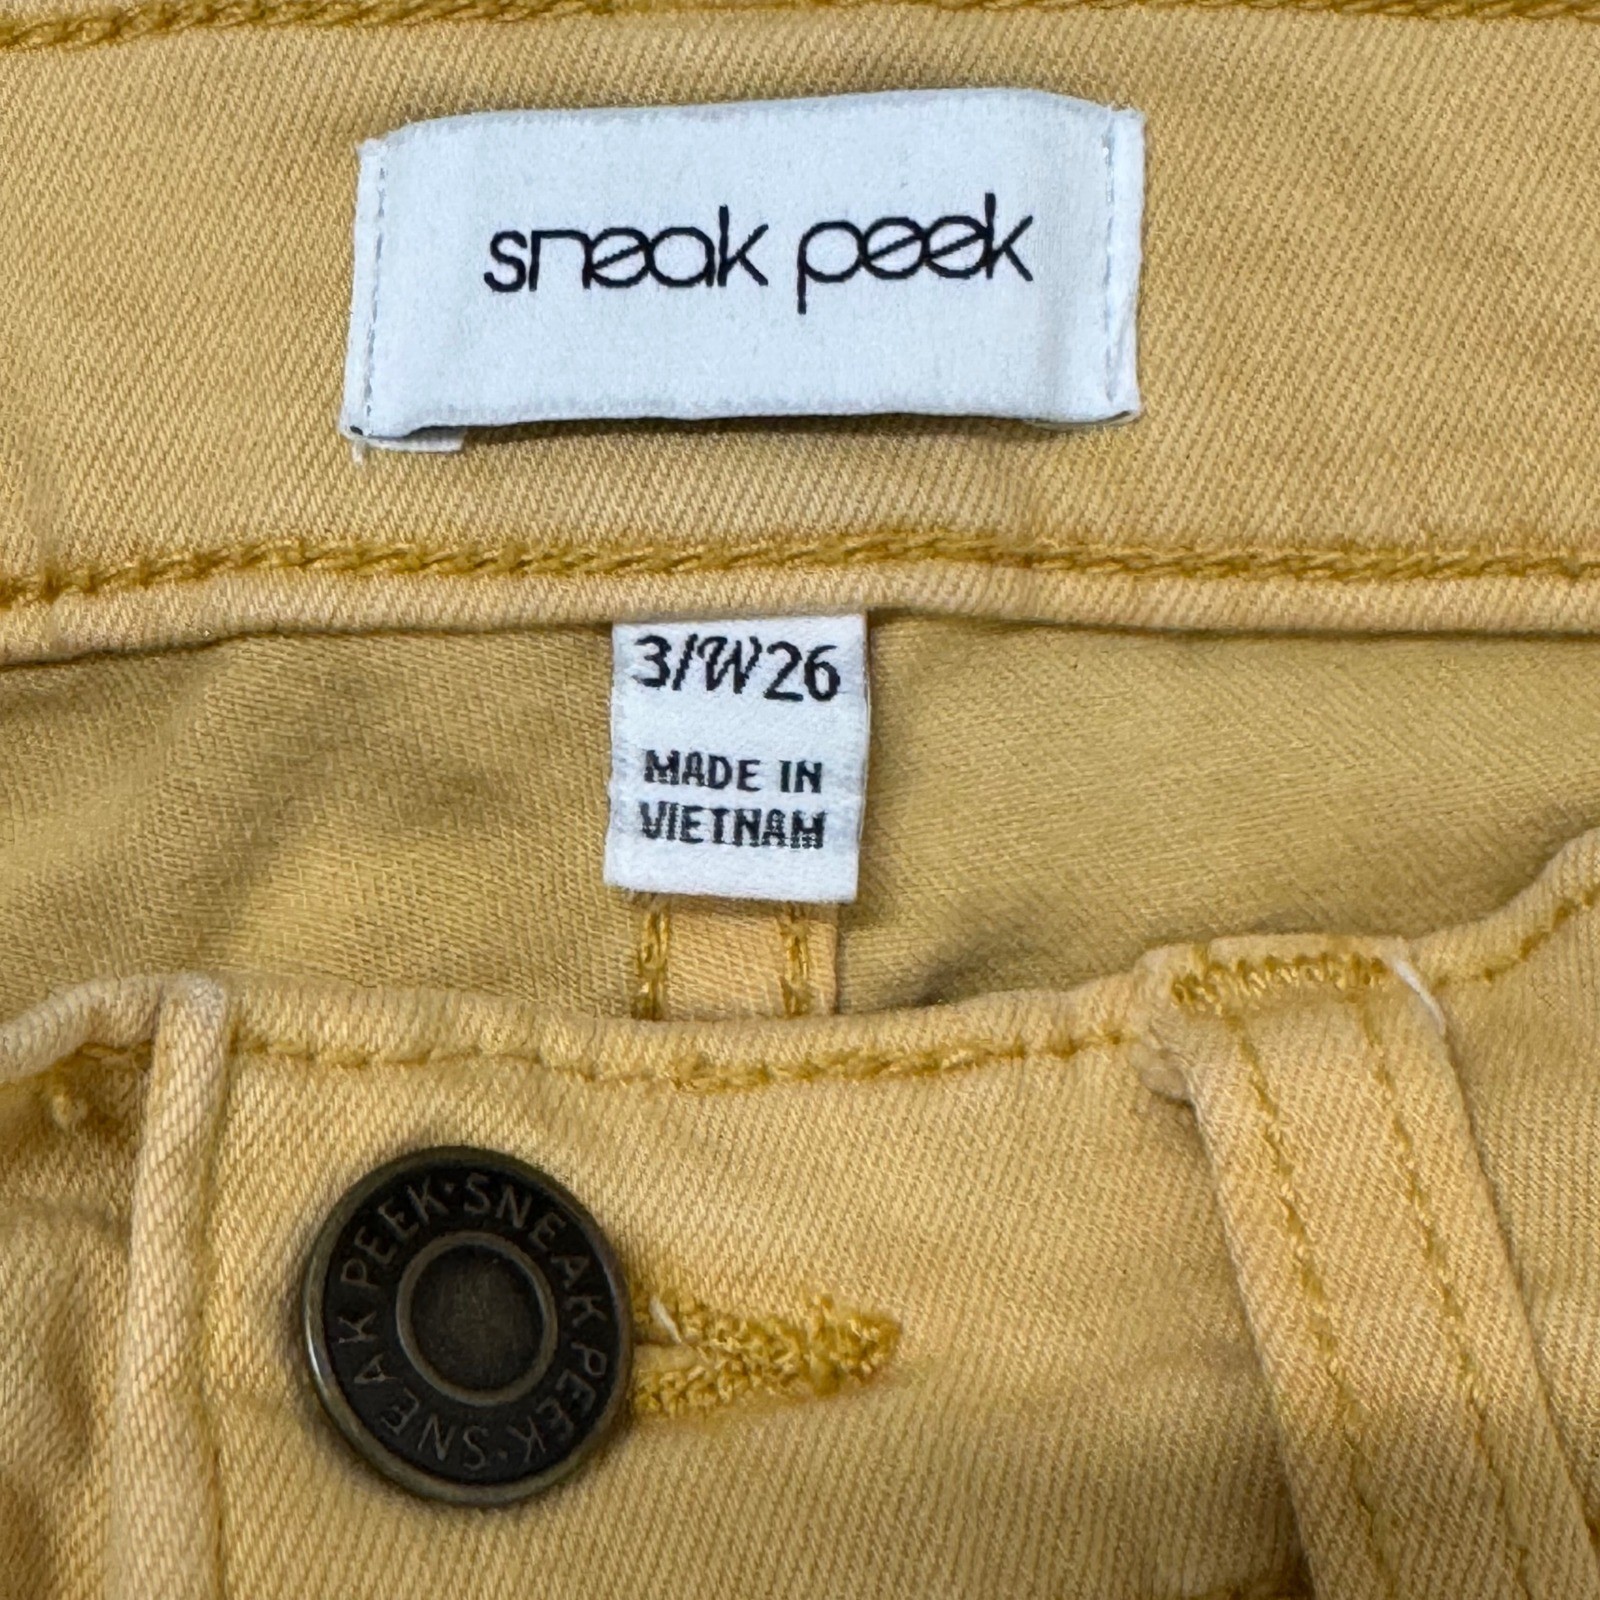 sneak peek
3/W26
MADE IN
VIETNAM
SNEAK PEEK·SNEAK PEEK·